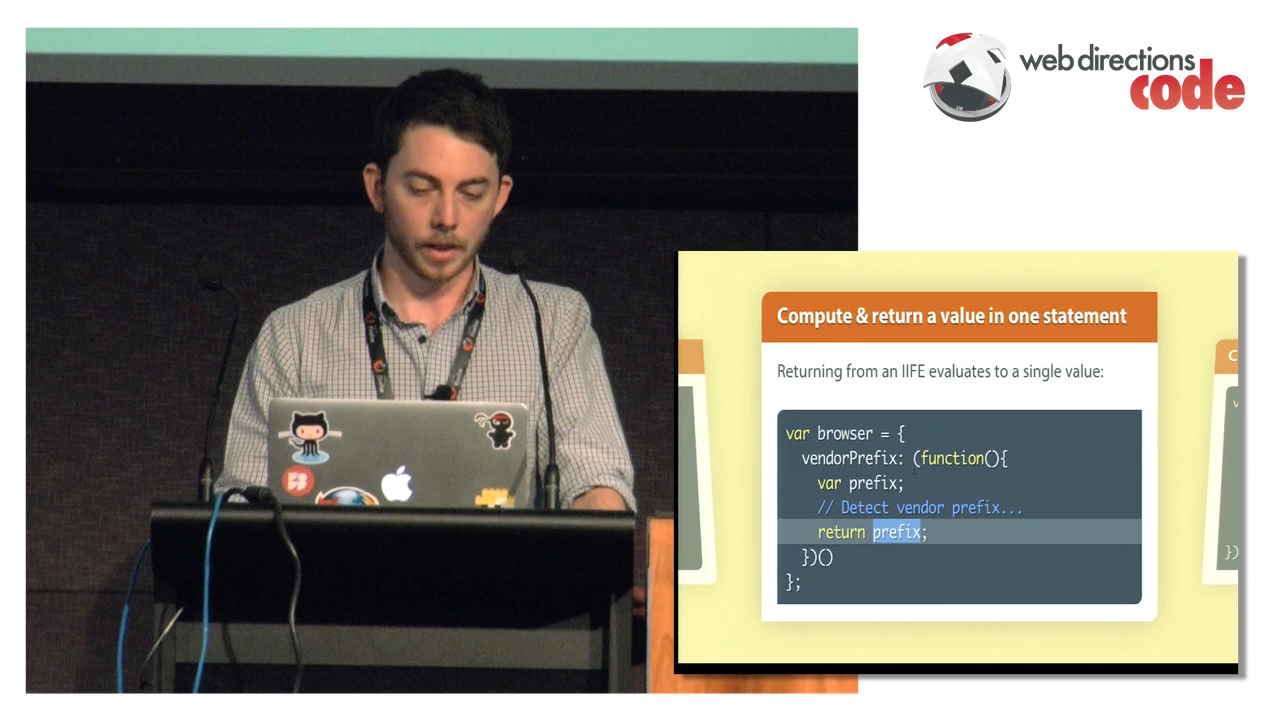 web directions
code
Compute & return a value in one statement
Returning from an IIFE evaluates to a single value:
var browser = {
vendorPrefix: (function(){
var prefix;
// Detect vendor prefix...
return prefix;
})()
};
C
})